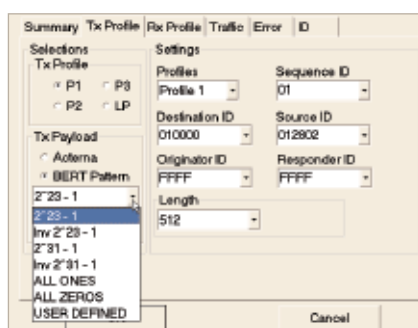 Summary Tx Profile Rx Profile Traffic Error ID
Selections
Tx Profile
P1 P3
P2 LP
Tx Payload
Acterna
BERT Pattern
2^23 - 1
2^23 - 1
Inv 2^23 - 1
2^31 - 1
Inv 2^31 - 1
ALL ONES
ALL ZEROS
USER DEFINED
Settings
Profiles Sequence ID
Profile 1 01
Destination ID Source ID
010000 012802
Originator ID Responder ID
FFFF FFFF
Length
512
Cancel